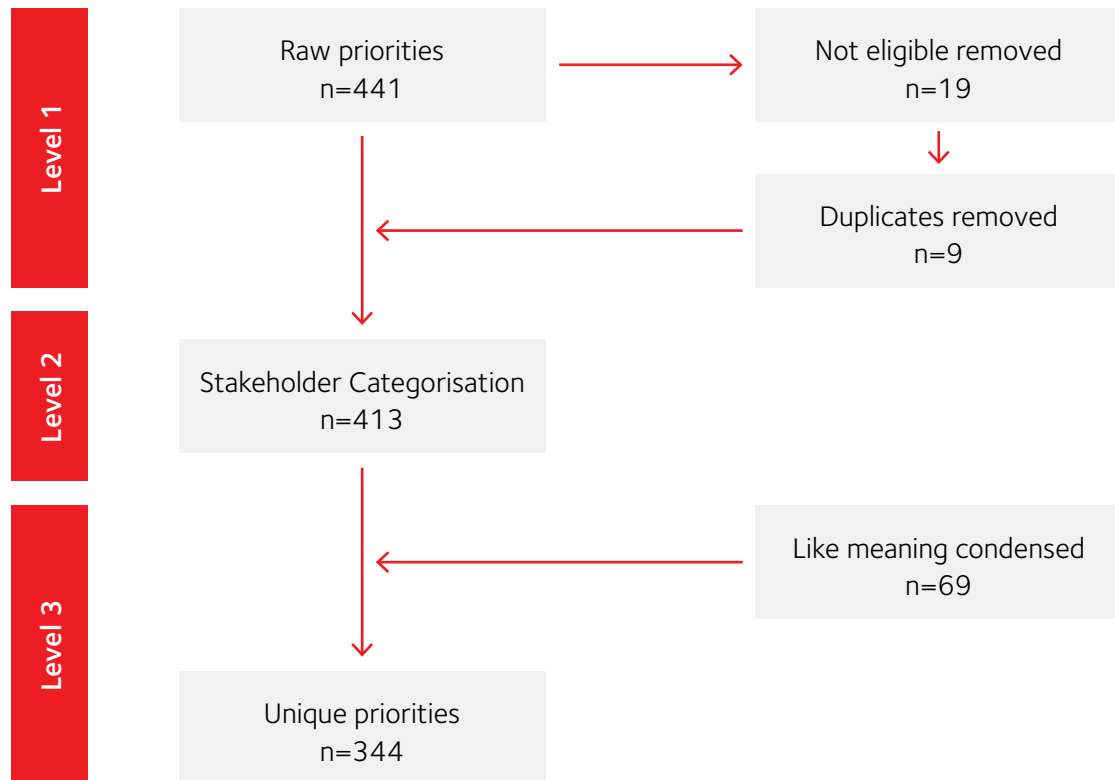 Level 1
Raw priorities
n=441
Not eligible removed
n=19
Duplicates removed
n=9
Level 2
Stakeholder Categorisation
n=413
Level 3
Like meaning condensed
n=69
Unique priorities
n=344